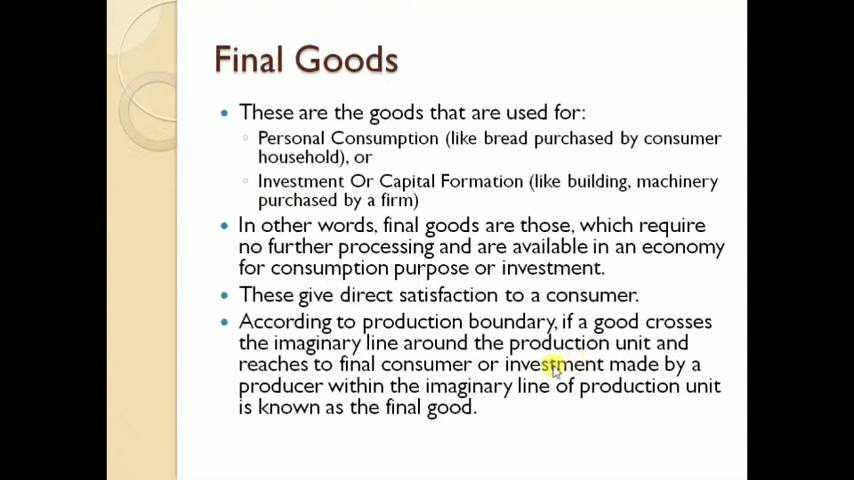 Final Goods
These are the goods that are used for:
Personal Consumption (like bread purchased by consumer
household), or
Investment Or Capital Formation (like building, machinery
purchased by a firm)
In other words, final goods are those, which require
no further processing and are available in an economy
for consumption purpose or investment.
These give direct satisfaction to a consumer.
According to production boundary, if a good crosses
the imaginary line around the production unit and
reaches to final consumer or investment made by a
producer within the imaginary line of production unit
is known as the final good.